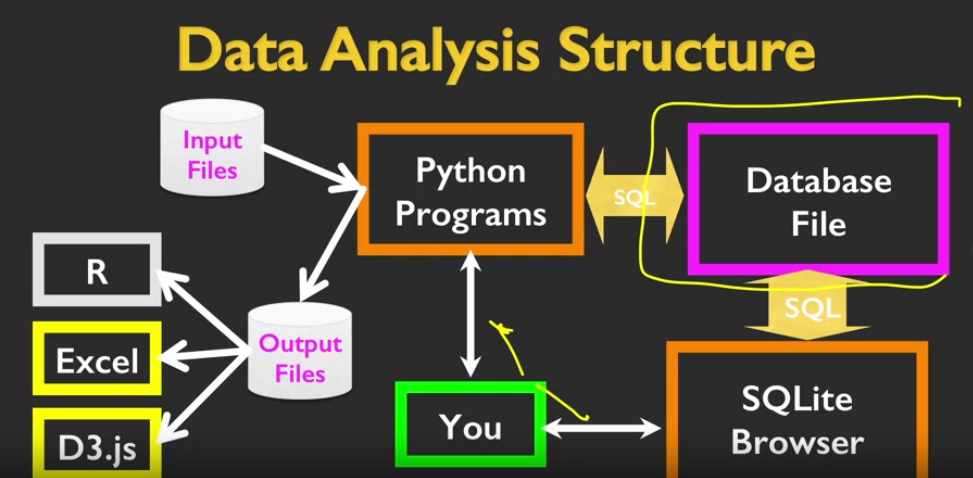 Data Analysis Structure
Input
Files
Python
Programs
SQL
Database
File
R
Excel
D3.js
Output
Files
SQL
You
SQLite
Browser